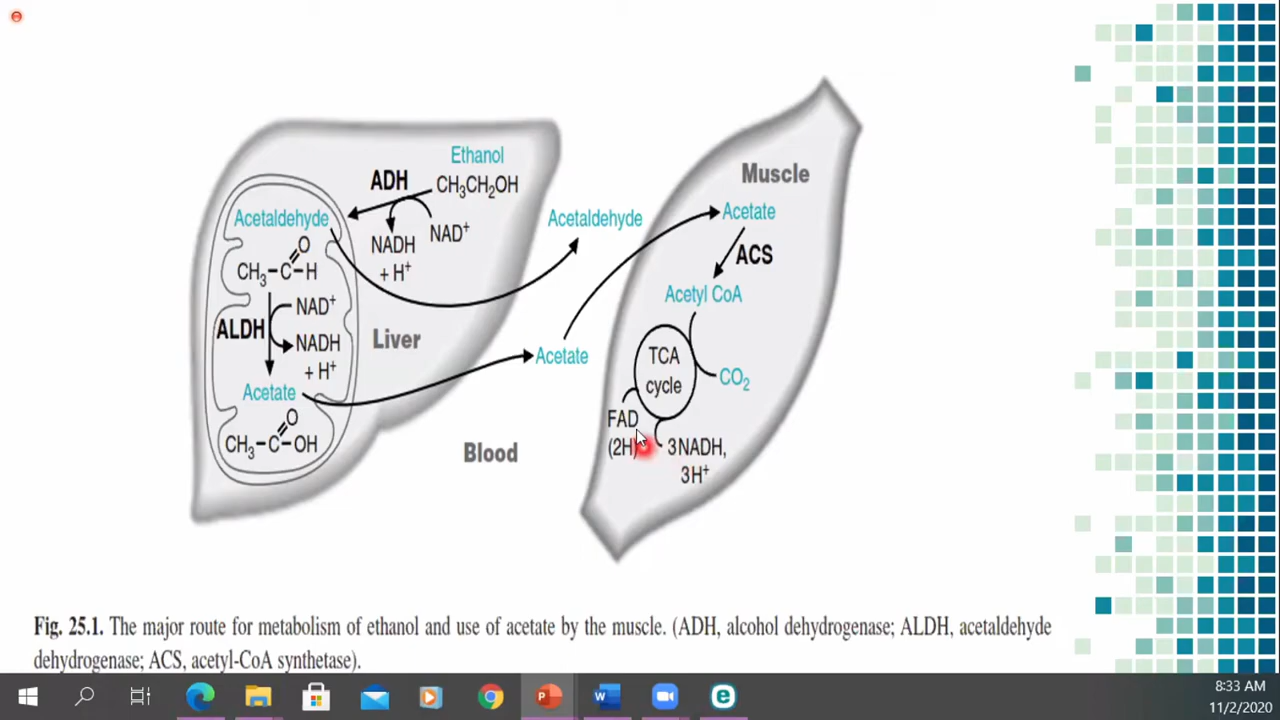 Ethanol
CH₃CH₂OH
ADH
NAD⁺
NADH
+ H⁺
Acetaldehyde
O
CH₃–C–H
ALDH
NAD⁺
NADH
+ H⁺
Acetate
O
CH₃–C–OH
Liver
Acetaldehyde
Acetate
Blood
Muscle
Acetate
ACS
Acetyl CoA
TCA
cycle
CO₂
FAD
(2H)
3NADH,
3H⁺
Fig. 25.1. The major route for metabolism of ethanol and use of acetate by the muscle. (ADH, alcohol dehydrogenase; ALDH, acetaldehyde
dehydrogenase; ACS, acetyl-CoA synthetase).
8:33 AM
11/2/2020